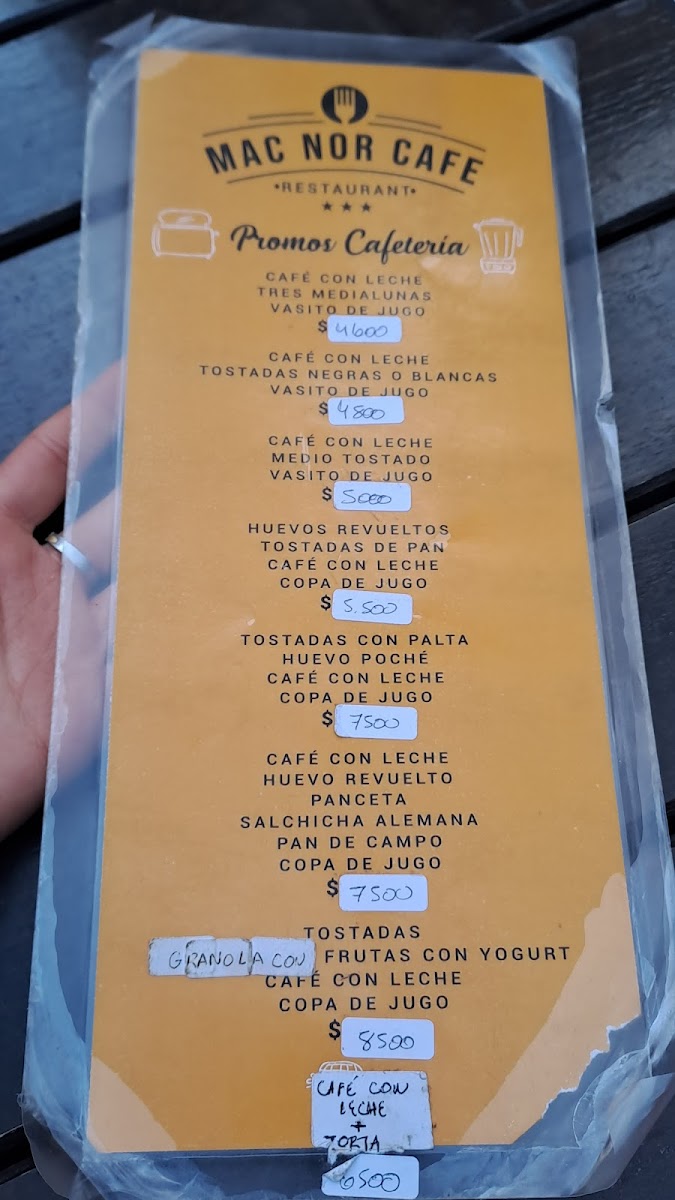 MAC NOR CAFE
•RESTAURANT•
Promos Cafetería
CAFÉ CON LECHE
TRES MEDIALUNAS
VASITO DE JUGO
$ 4600
CAFÉ CON LECHE
TOSTADAS NEGRAS O BLANCAS
VASITO DE JUGO
$ 4800
CAFÉ CON LECHE
MEDIO TOSTADO
VASITO DE JUGO
$ 5000
HUEVOS REVUELTOS
TOSTADAS DE PAN
CAFÉ CON LECHE
COPA DE JUGO
$ 5.500
TOSTADAS CON PALTA
HUEVO POCHÉ
CAFÉ CON LECHE
COPA DE JUGO
$ 7500
CAFÉ CON LECHE
HUEVO REVUELTO
PANCETA
SALCHICHA ALEMANA
PAN DE CAMPO
COPA DE JUGO
$ 7500
TOSTADAS
GRANOLA CON FRUTAS CON YOGURT
CAFÉ CON LECHE
COPA DE JUGO
$ 8500
CAFÉ CON
LECHE
+
TORTA
6500